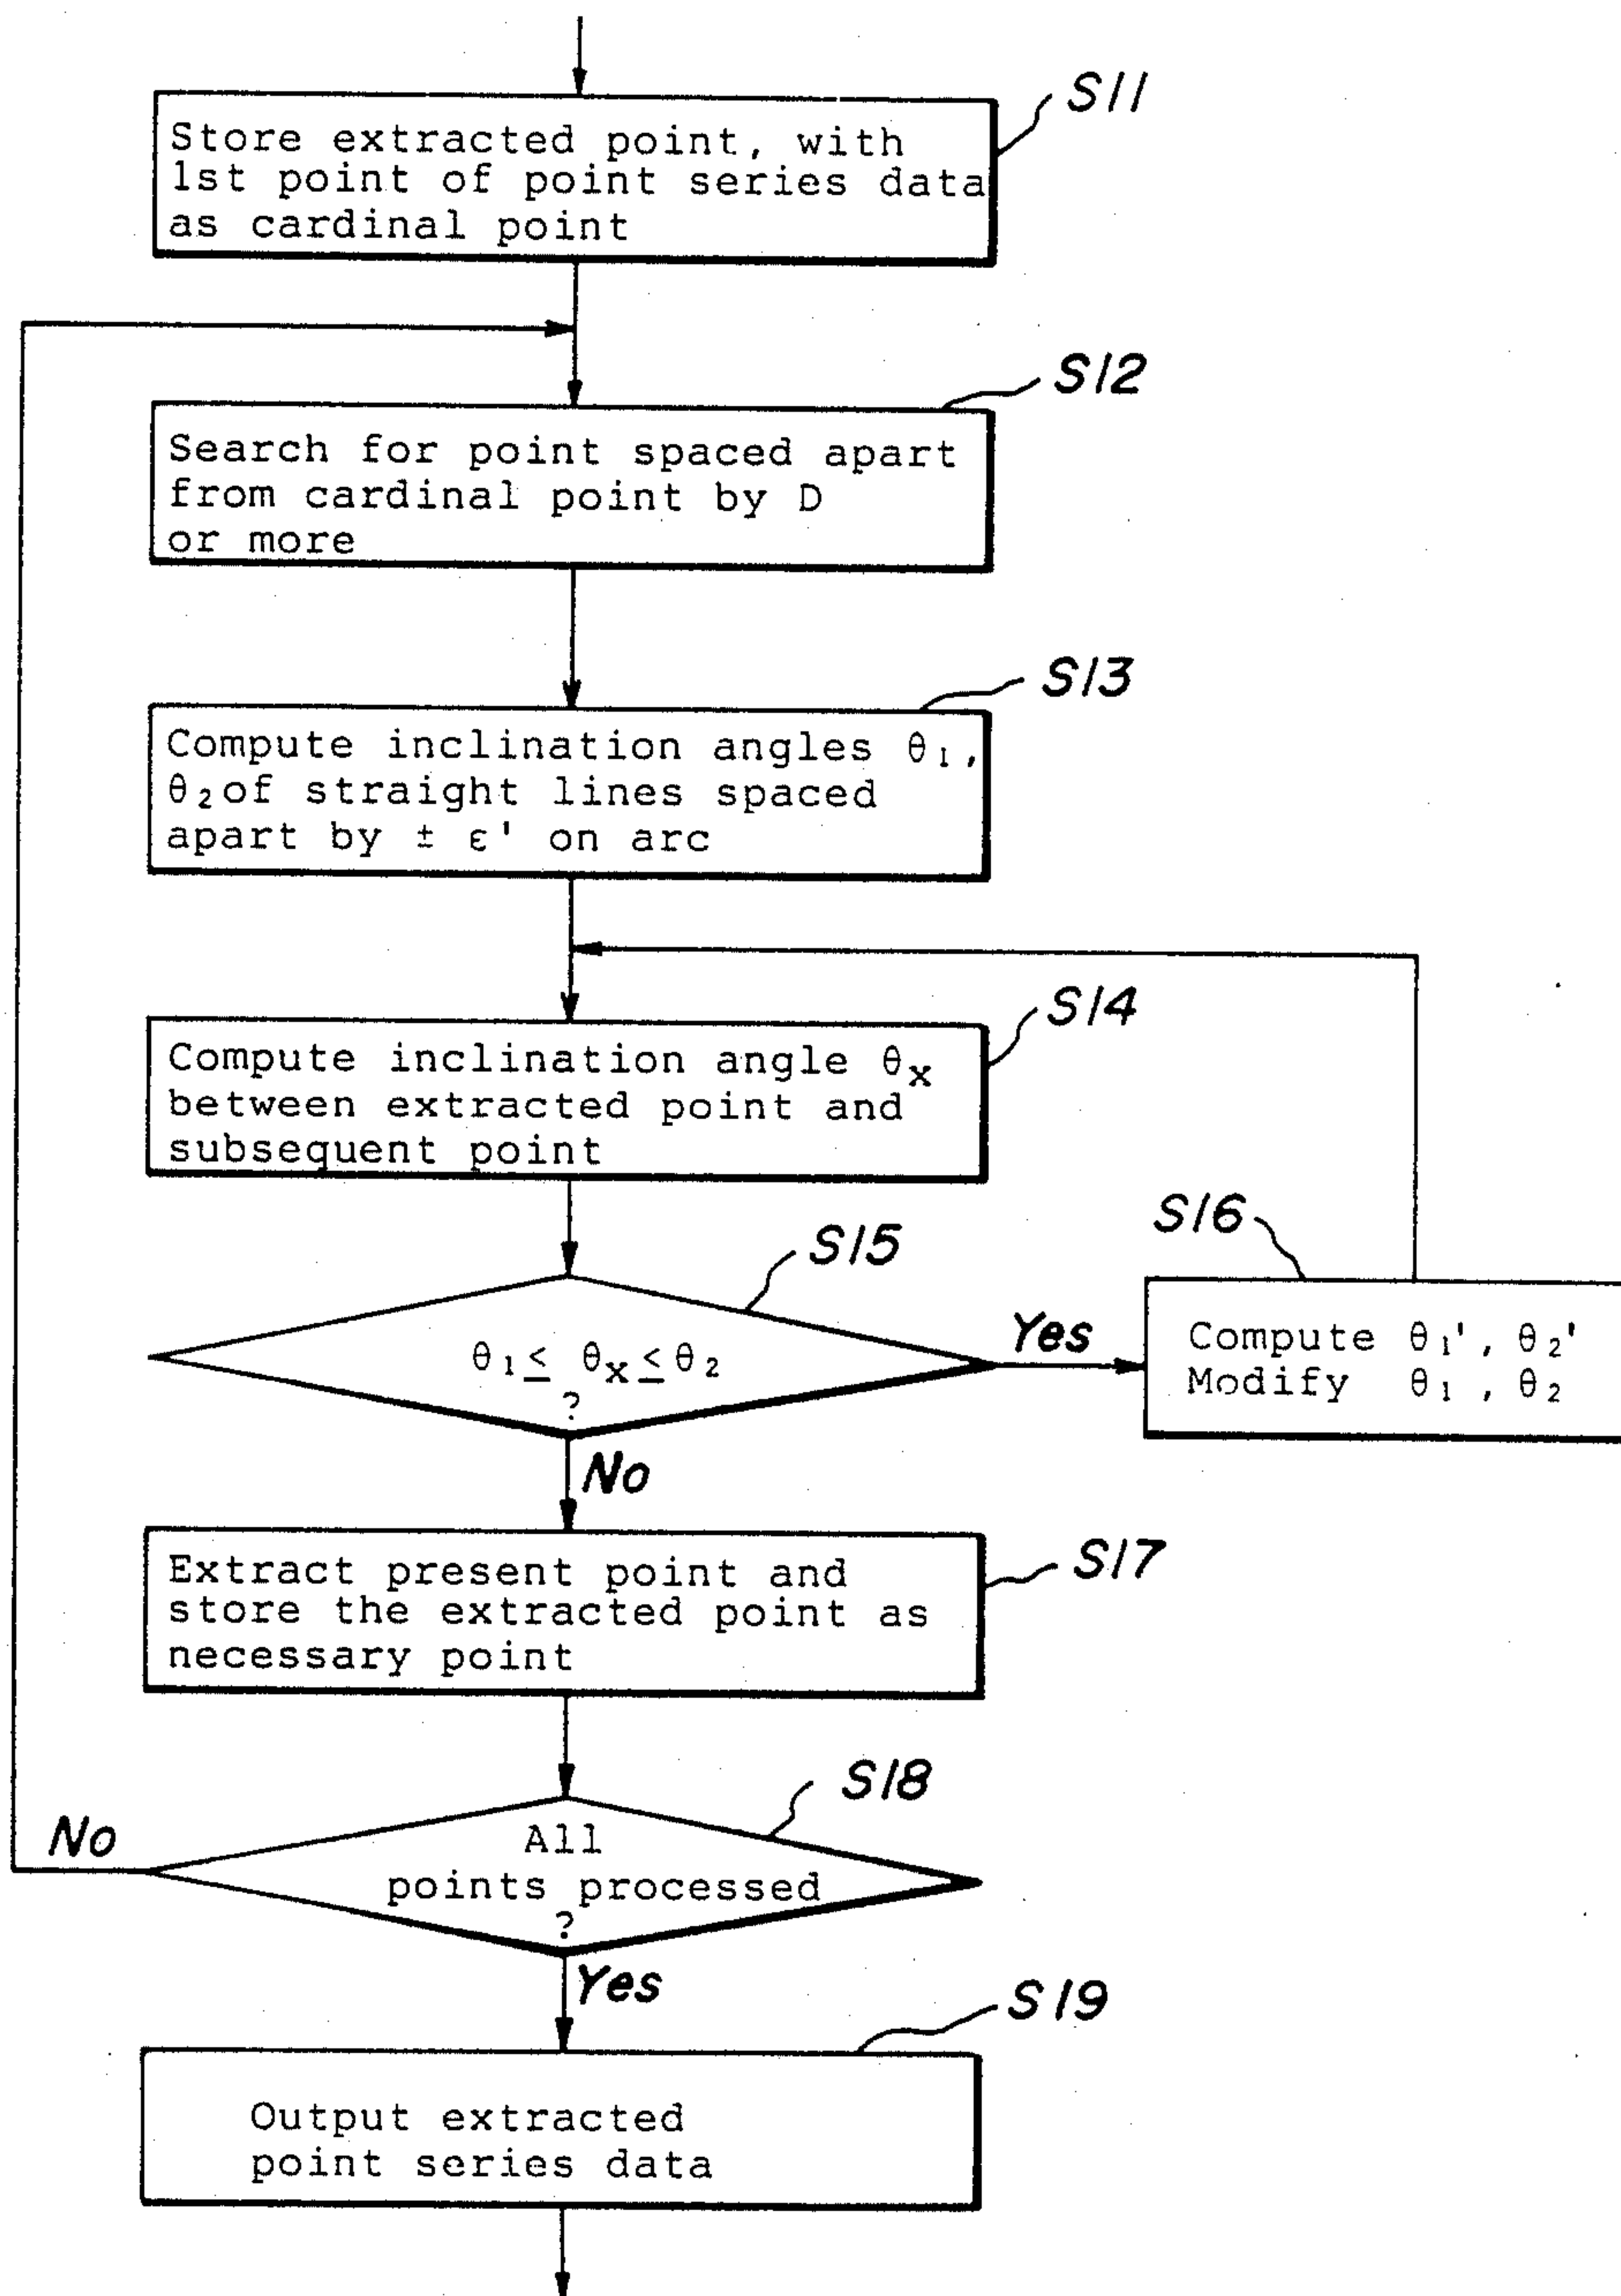 S11
Store extracted point, with
1st point of point series data
as cardinal point
S12
Search for point spaced apart
from cardinal point by D
or more
S13
Compute inclination angles θ1,
θ2 of straight lines spaced
apart by ± ε' on arc
S14
Compute inclination angle θx
between extracted point and
subsequent point
S15
θ1 ≤ θx ≤ θ2
?
Yes
S16
Compute θ1', θ2'
Modify θ1, θ2
No
S17
Extract present point and
store the extracted point as
necessary point
S18
No
All
points processed
?
Yes
S19
Output extracted
point series data